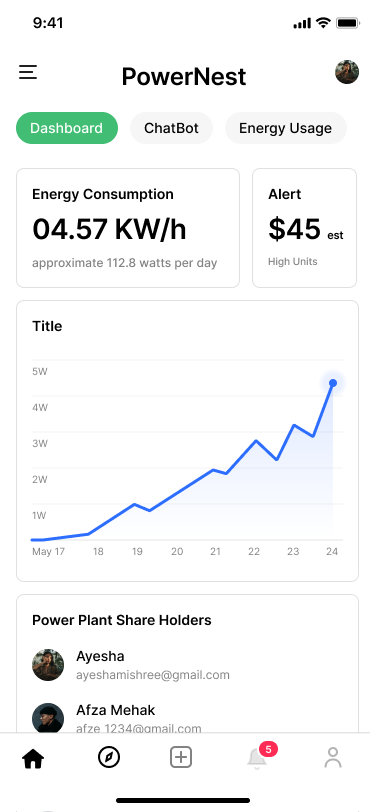 9:41
PowerNest
Dashboard
ChatBot
Energy Usage
Energy Consumption
04.57 KW/h
approximate 112.8 watts per day
Alert
$45 est
High Units
Title
5W
4W
3W
2W
1W
May 17 18 19 20 21 22 23 24
Power Plant Share Holders
Ayesha
ayeshamishree@gmail.com
Afza Mehak
afze 1234@gmail.com
5